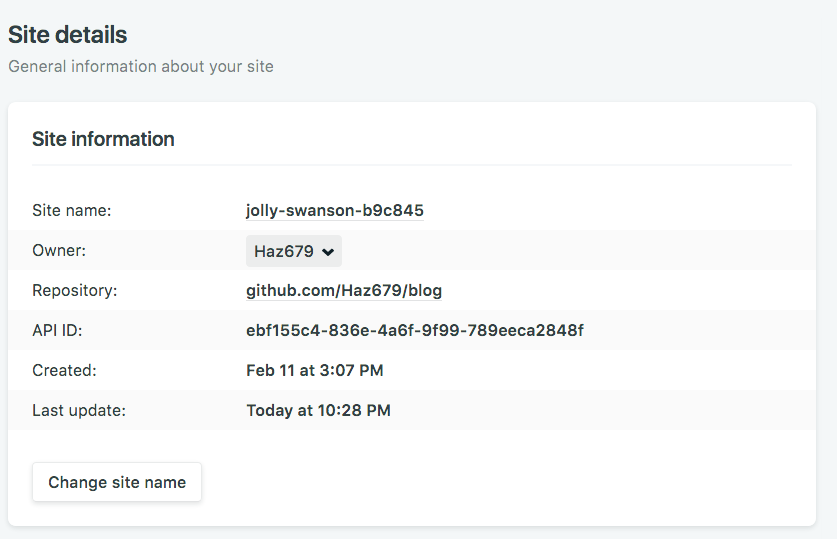 Site details
General information about your site
Site information
Site name: jolly-swanson-b9c845
Owner: Haz679
Repository: github.com/Haz679/blog
API ID: ebf155c4-836e-4a6f-9f99-789eeca2848f
Created: Feb 11 at 3:07 PM
Last update: Today at 10:28 PM
Change site name